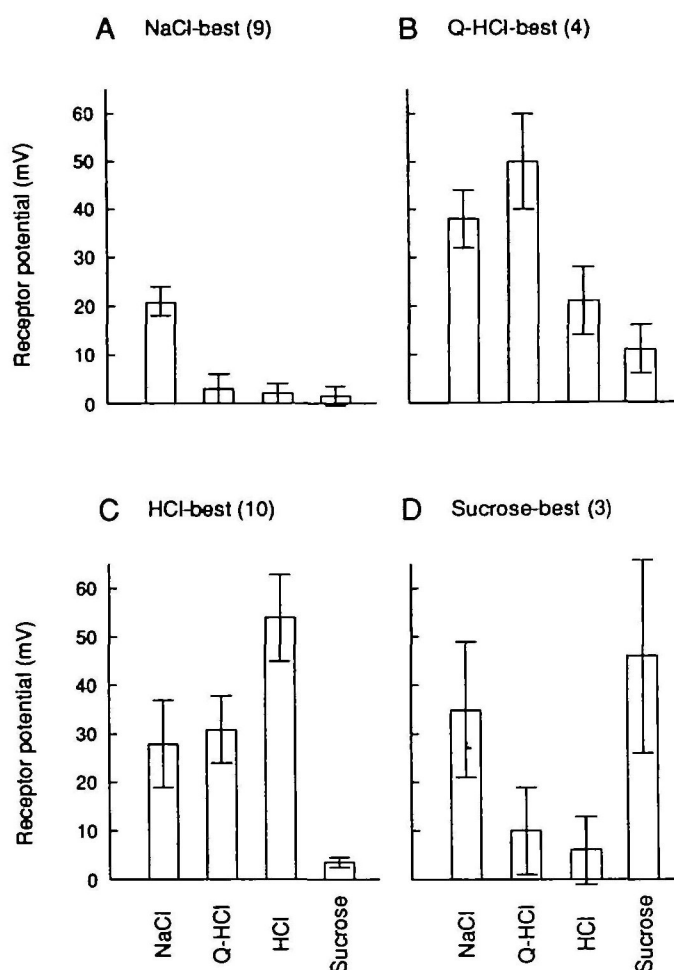 A NaCl-best (9)
B Q-HCl-best (4)
Receptor potential (mV)
60
50
40
30
20
10
0
C HCl-best (10)
D Sucrose-best (3)
Receptor potential (mV)
60
50
40
30
20
10
0
NaCl
Q-HCl
HCl
Sucrose
NaCl
Q-HCl
HCl
Sucrose